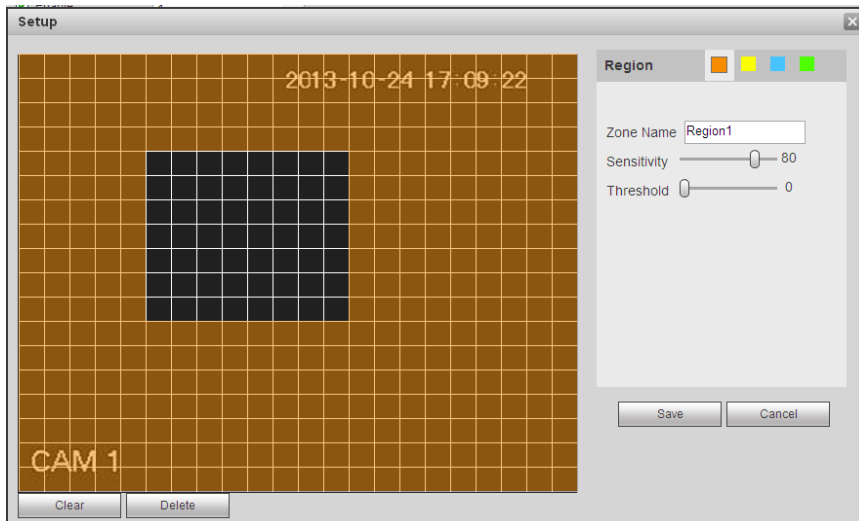 Setup
2013-10-24 17:09:22
CAM 1
Clear
Delete
Region
Zone Name Region1
Sensitivity 80
Threshold 0
Save
Cancel